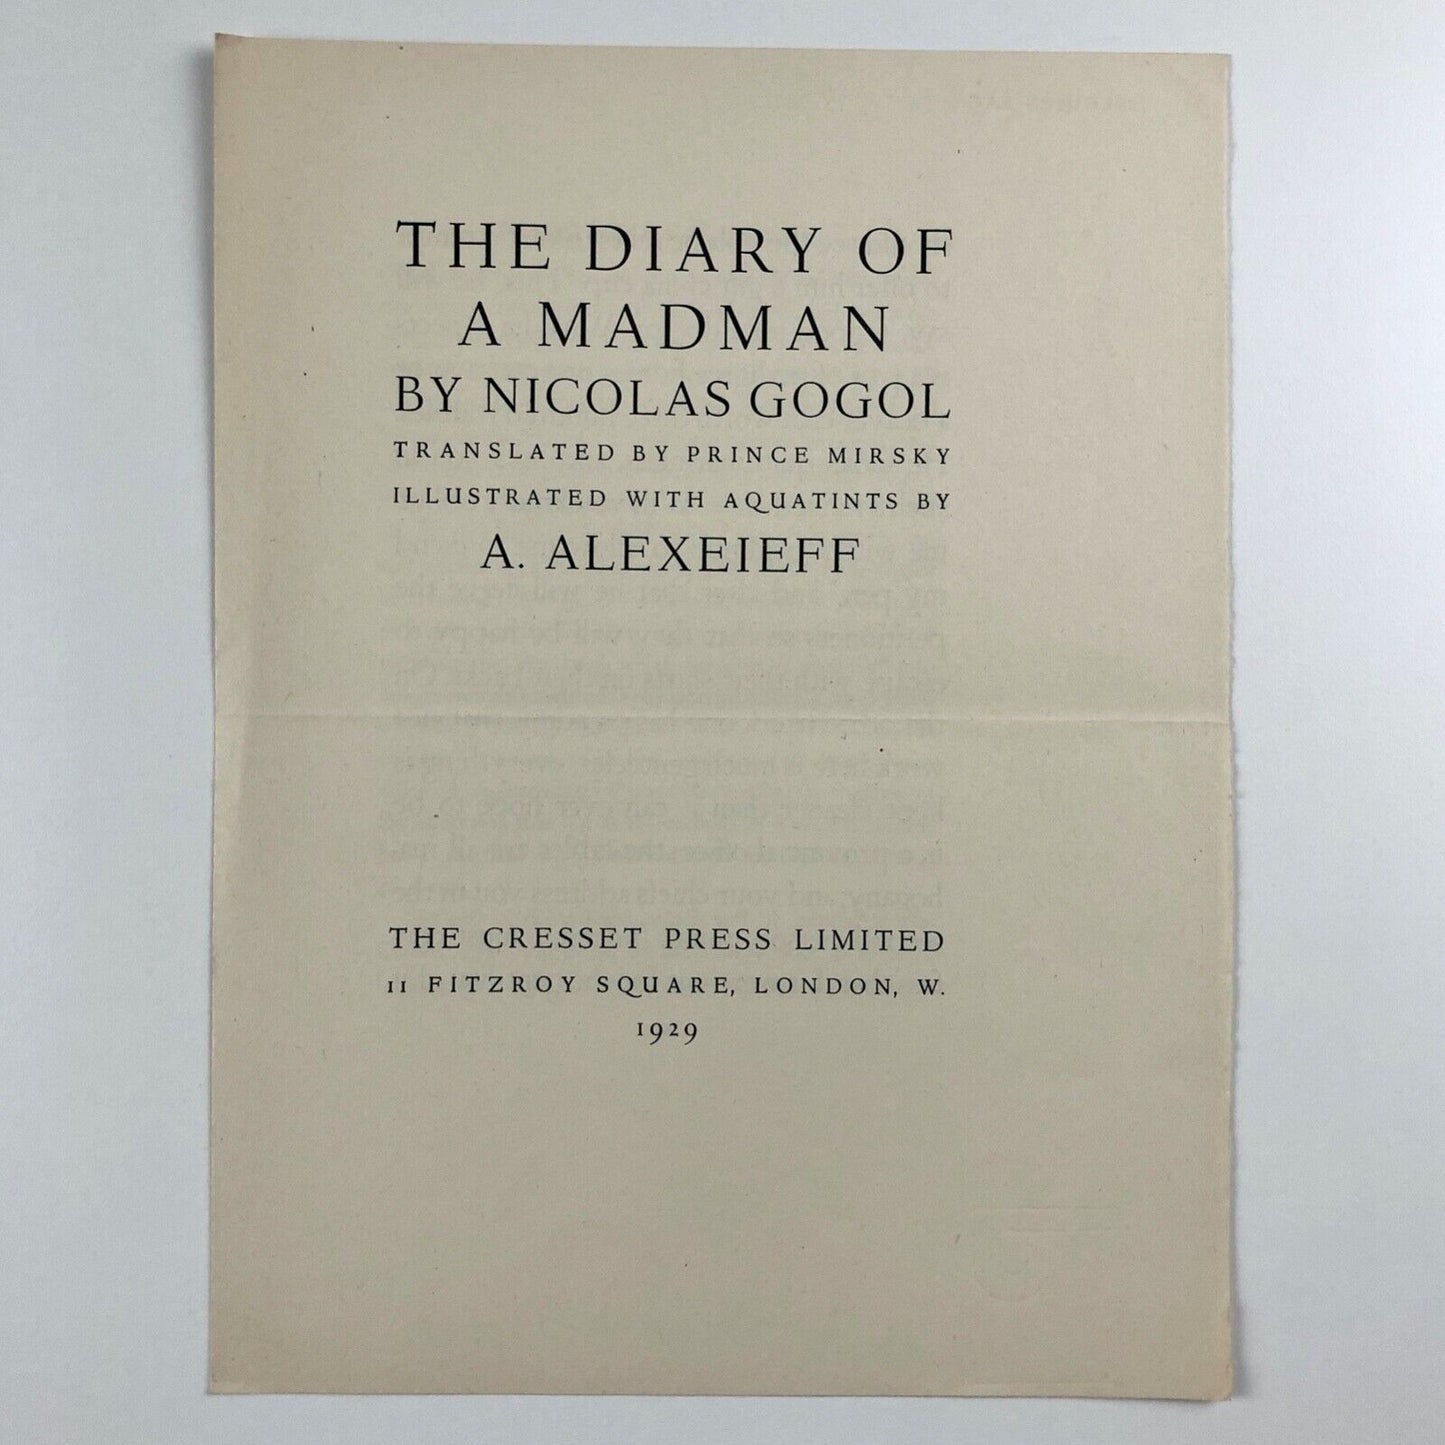 THE DIARY OF
A MADMAN
BY NICOLAS GOGOL
TRANSLATED BY PRINCE MIRSKY
ILLUSTRATED WITH AQUATINTS BY
A. ALEXEIEFF
THE CRESSET PRESS LIMITED
11 FITZROY SQUARE, LONDON, W.
1929